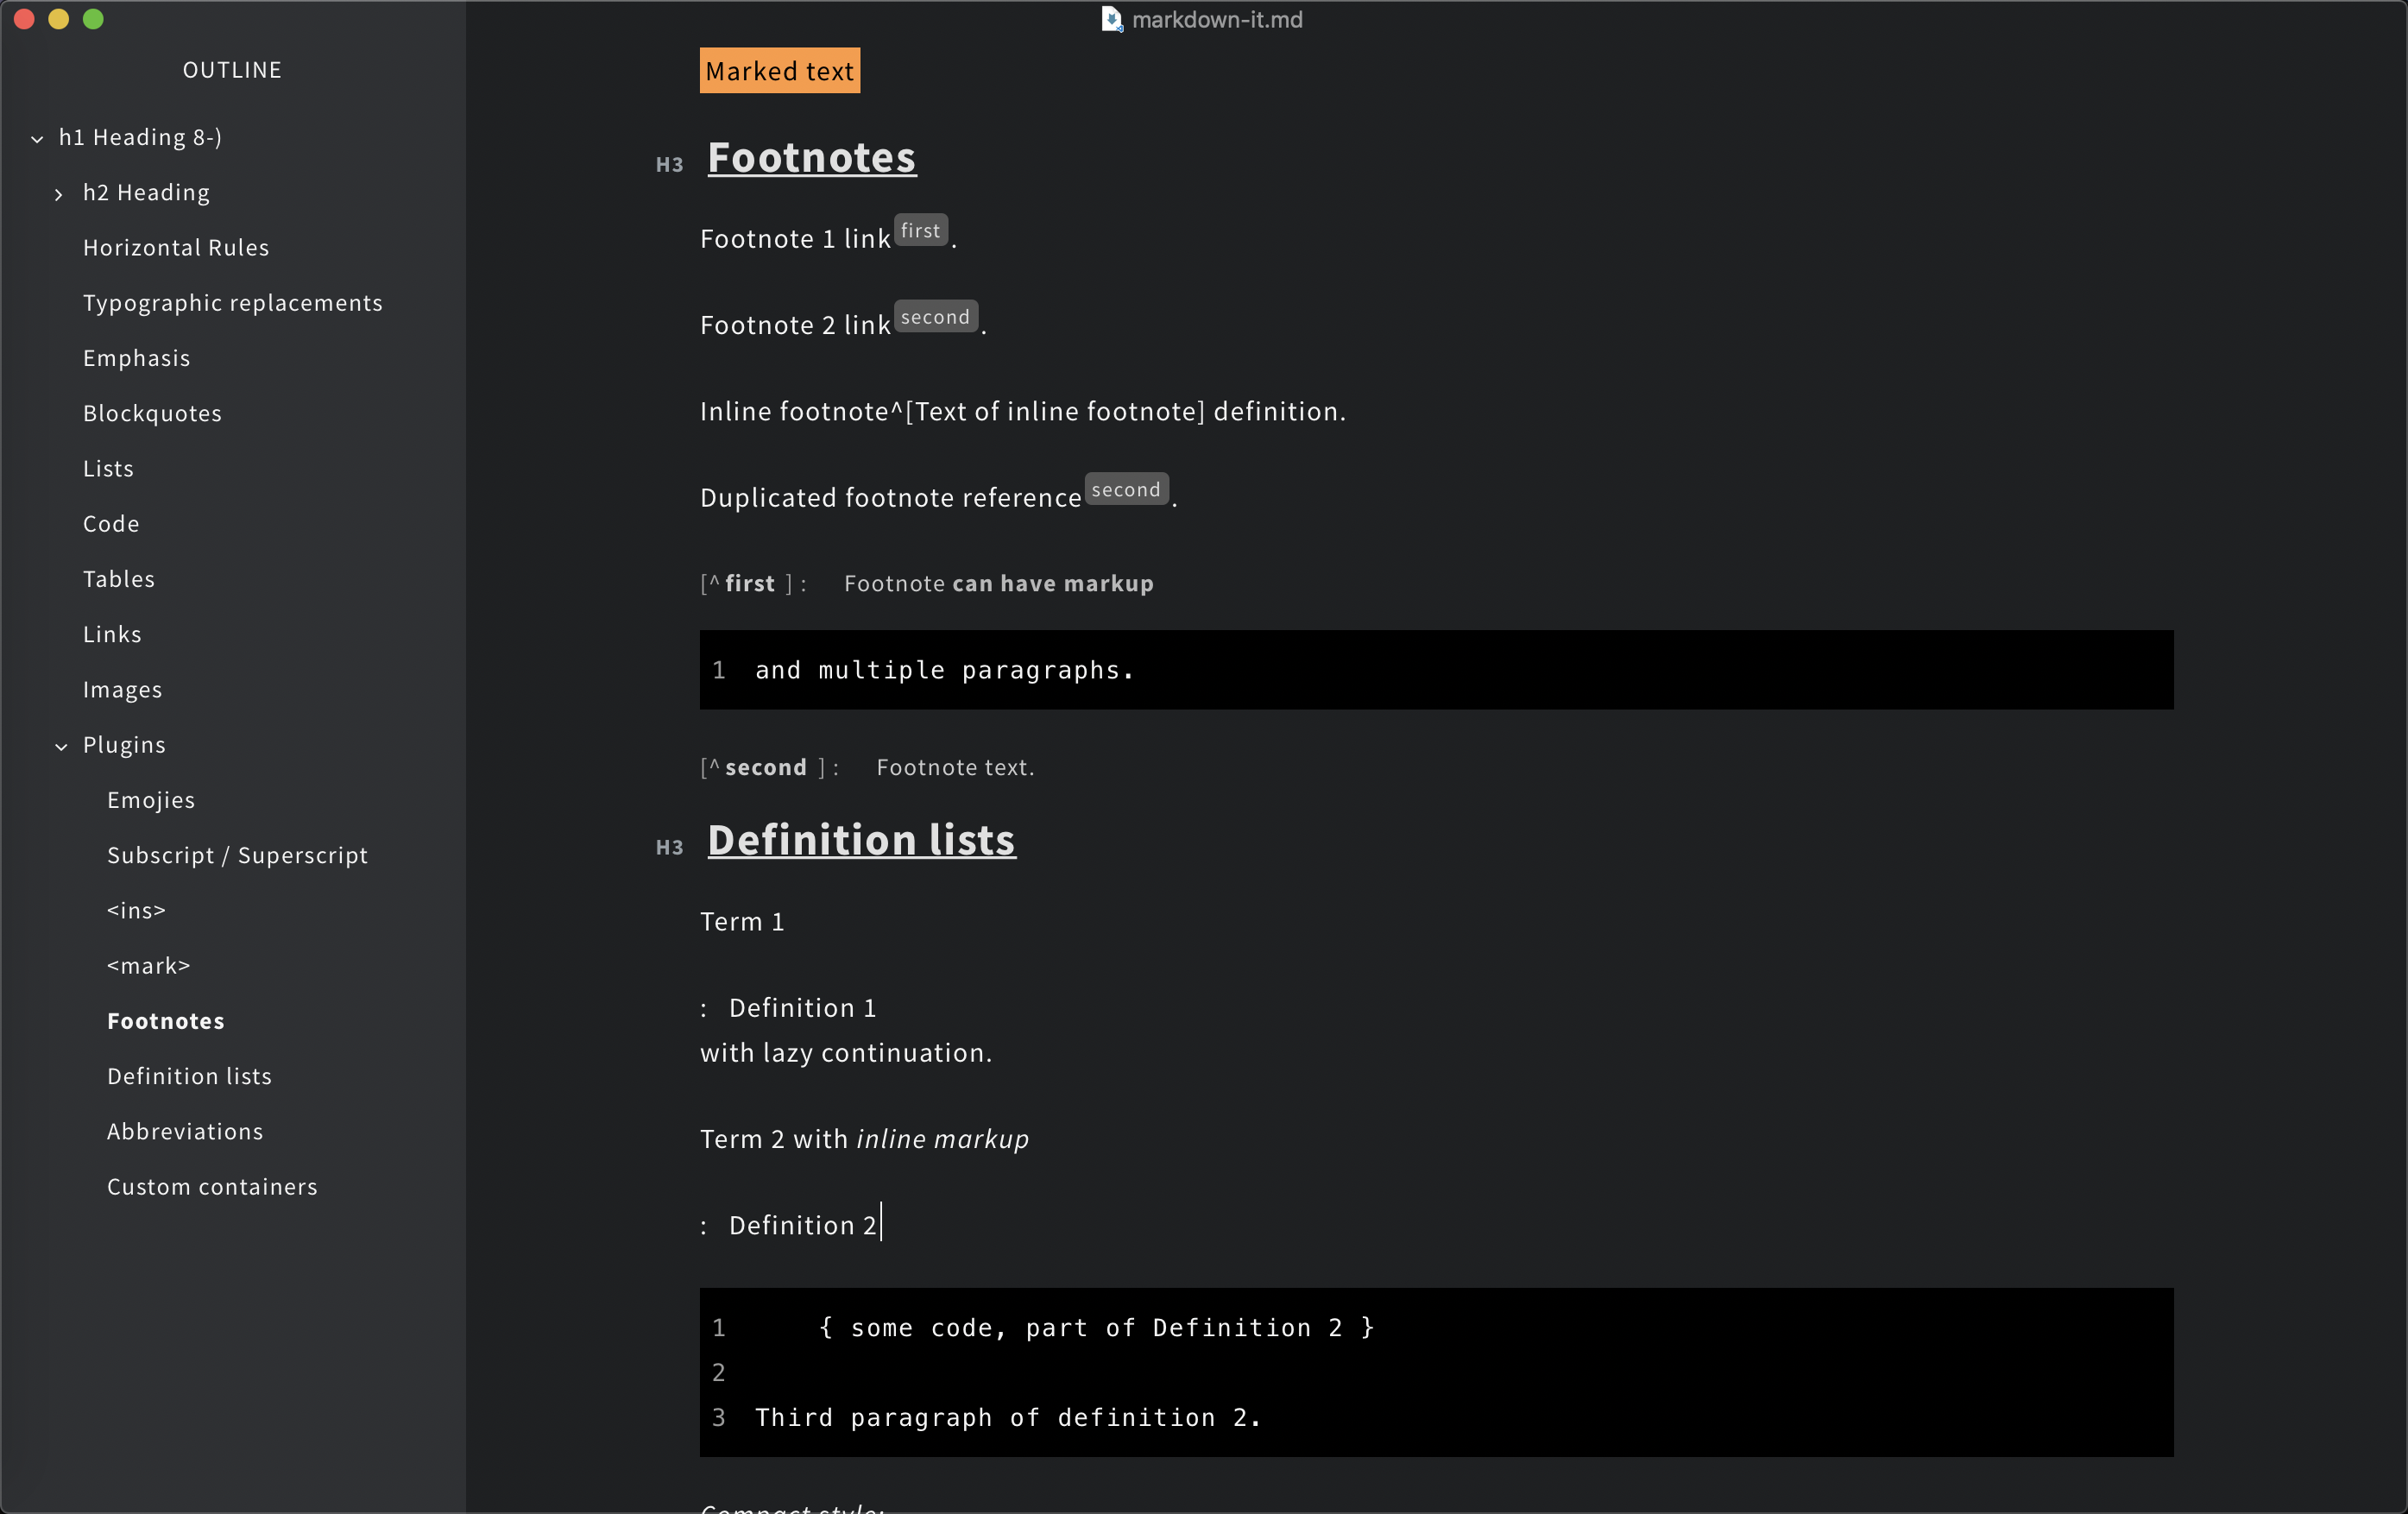 markdown-it.md
OUTLINE
h1 Heading 8-)
h2 Heading
Horizontal Rules
Typographic replacements
Emphasis
Blockquotes
Lists
Code
Tables
Links
Images
Plugins
Emojies
Subscript / Superscript
<ins>
<mark>
Footnotes
Definition lists
Abbreviations
Custom containers
Marked text
H3 Footnotes
Footnote 1 link first .
Footnote 2 link second .
Inline footnote^[Text of inline footnote] definition.
Duplicated footnote reference second .
[^ first ] : Footnote can have markup
1 and multiple paragraphs.
[^ second ] : Footnote text.
H3 Definition lists
Term 1
: Definition 1
with lazy continuation.
Term 2 with inline markup
: Definition 2
1 { some code, part of Definition 2 }
2
3 Third paragraph of definition 2.
Compact style: